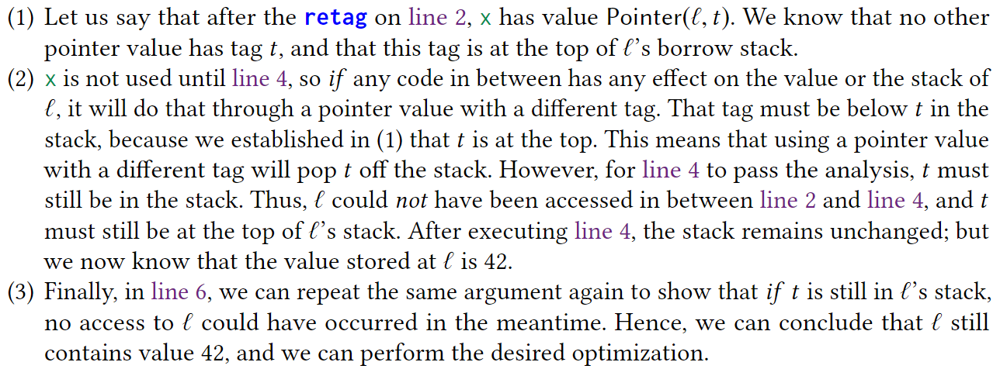 (1) Let us say that after the retag on line 2, x has value Pointer(ℓ, t). We know that no other
pointer value has tag t, and that this tag is at the top of ℓ’s borrow stack.
(2) x is not used until line 4, so if any code in between has any effect on the value or the stack of
ℓ, it will do that through a pointer value with a different tag. That tag must be below t in the
stack, because we established in (1) that t is at the top. This means that using a pointer value
with a different tag will pop t off the stack. However, for line 4 to pass the analysis, t must
still be in the stack. Thus, ℓ could not have been accessed in between line 2 and line 4, and t
must still be at the top of ℓ’s stack. After executing line 4, the stack remains unchanged; but
we now know that the value stored at ℓ is 42.
(3) Finally, in line 6, we can repeat the same argument again to show that if t is still in ℓ’s stack,
no access to ℓ could have occurred in the meantime. Hence, we can conclude that ℓ still
contains value 42, and we can perform the desired optimization.